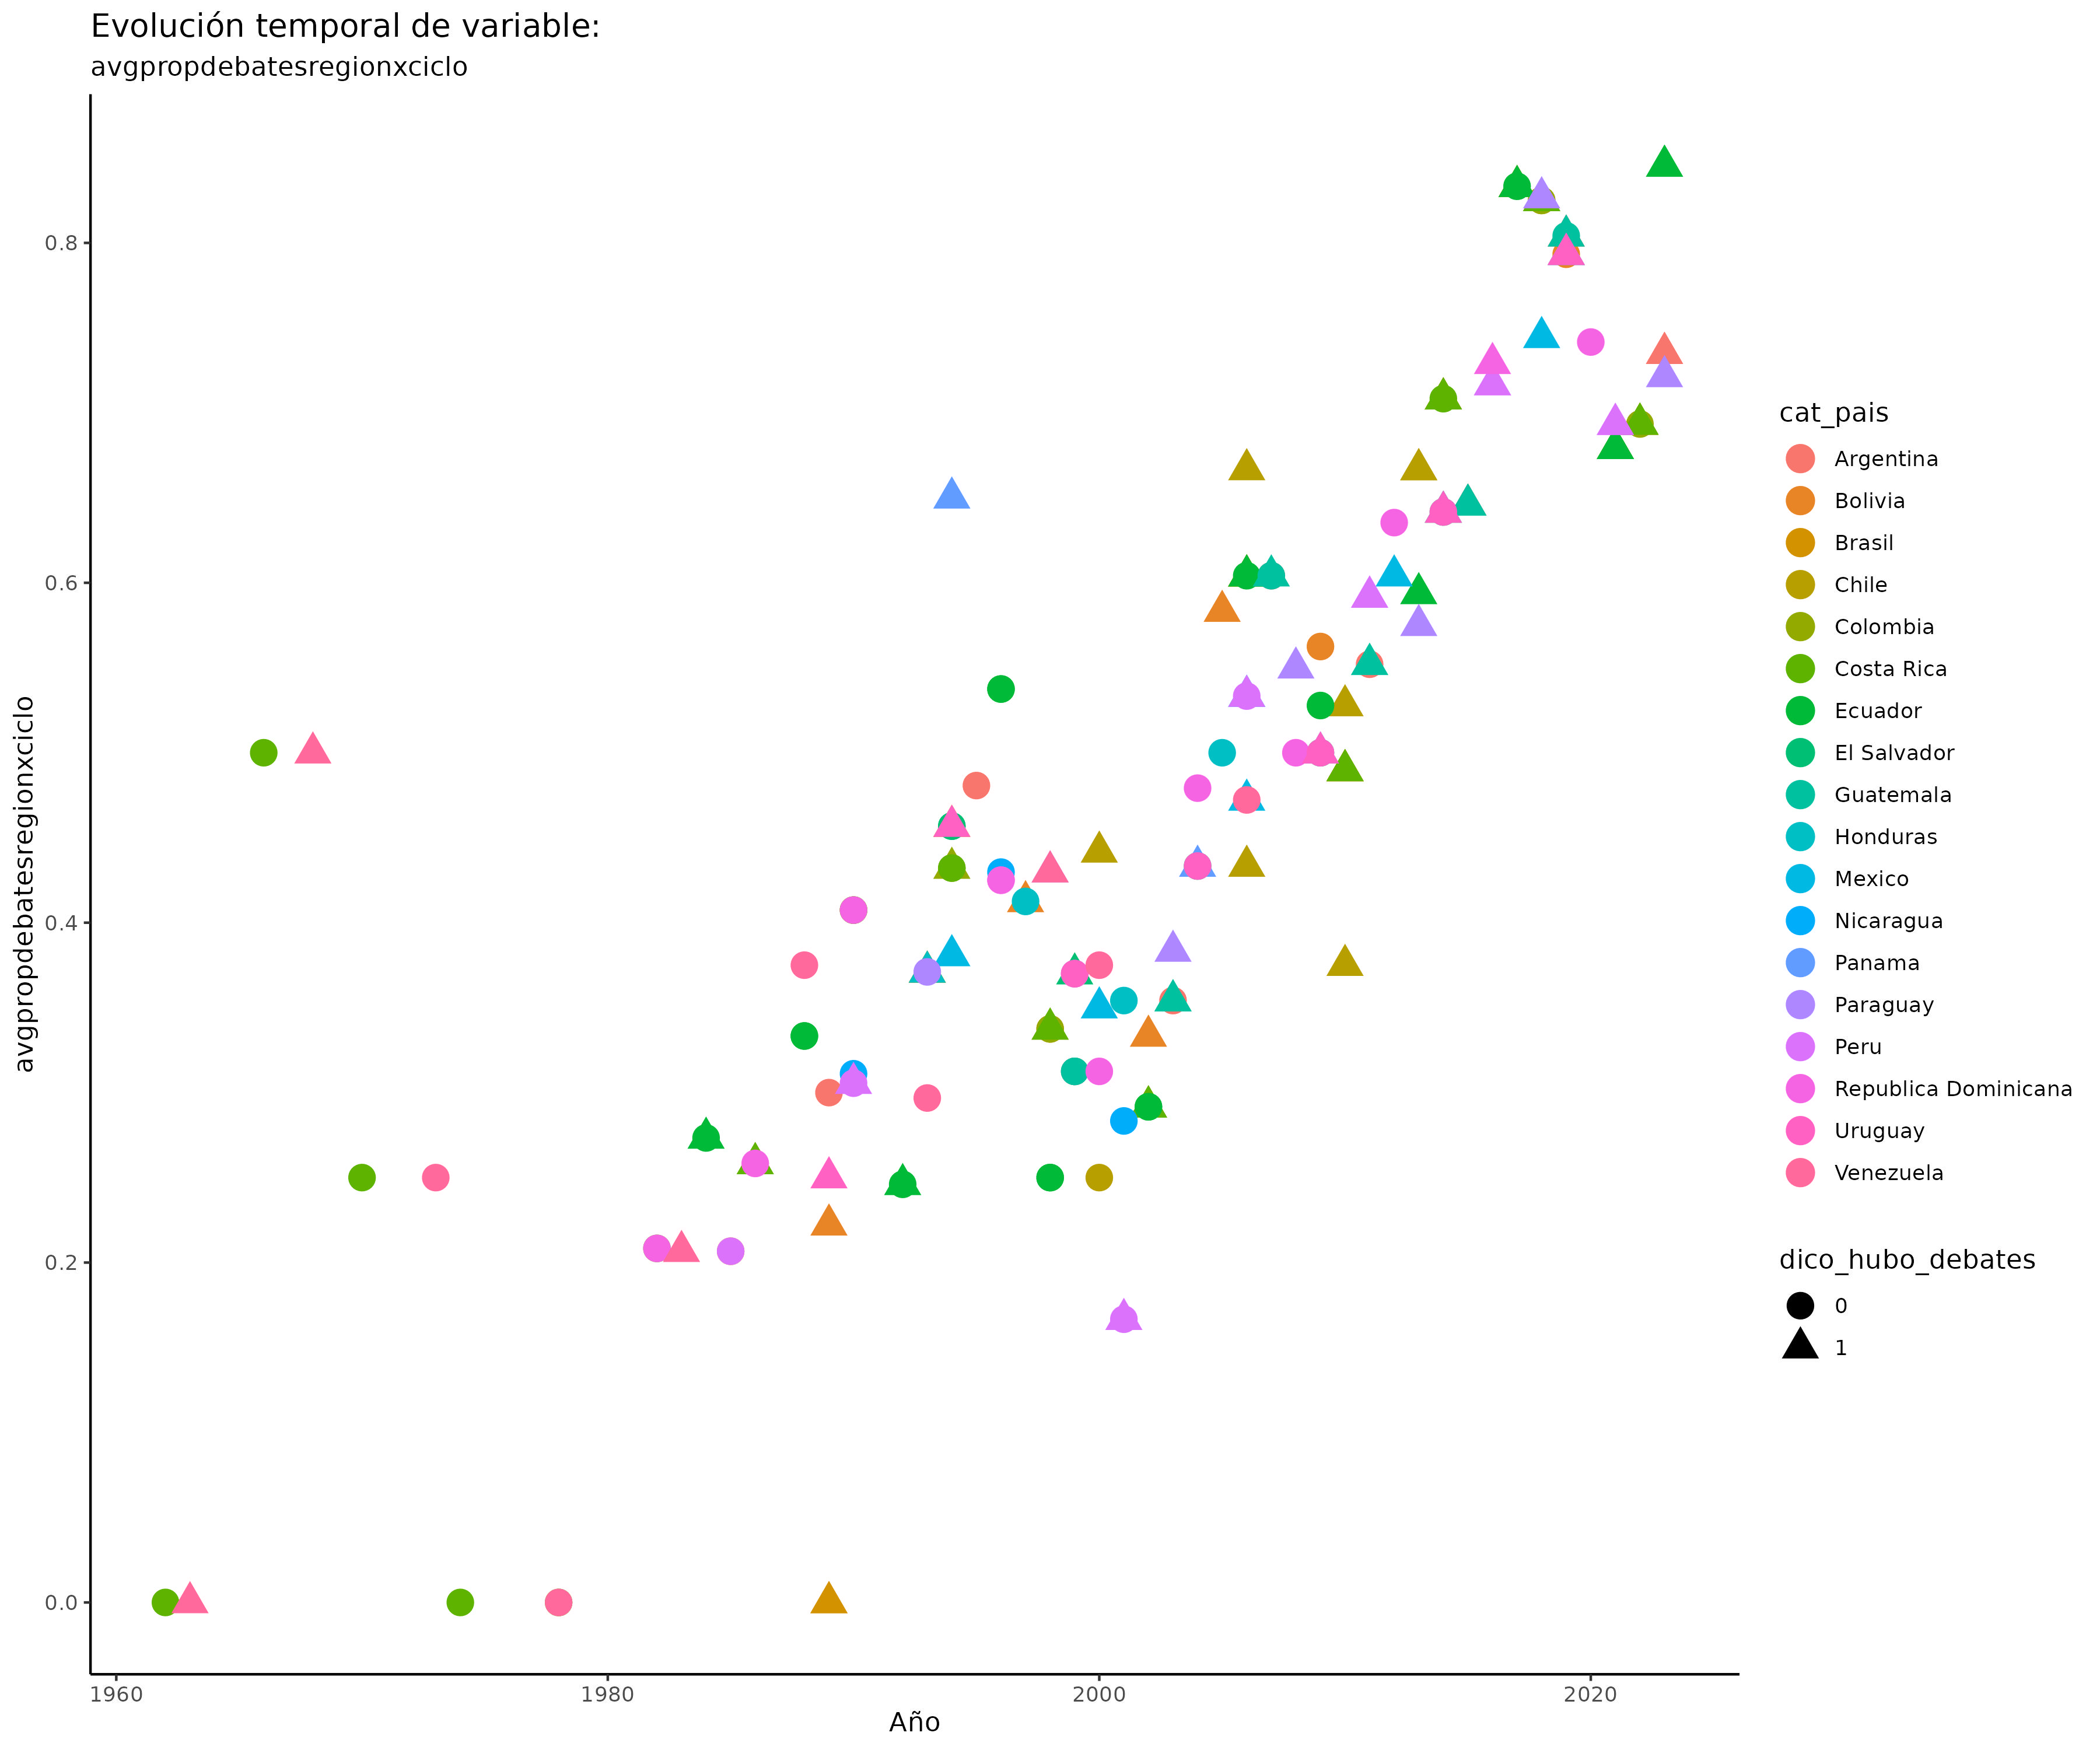 Evolución temporal de variable:
avgpropdebatesregionxciclo
avgpropdebatesregionxciclo
0.8
0.6
0.4
0.2
0.0
1960
1980
2000
2020
Año
cat_pais
Argentina
Bolivia
Brasil
Chile
Colombia
Costa Rica
Ecuador
El Salvador
Guatemala
Honduras
Mexico
Nicaragua
Panama
Paraguay
Peru
Republica Dominicana
Uruguay
Venezuela
dico_hubo_debates
0
1